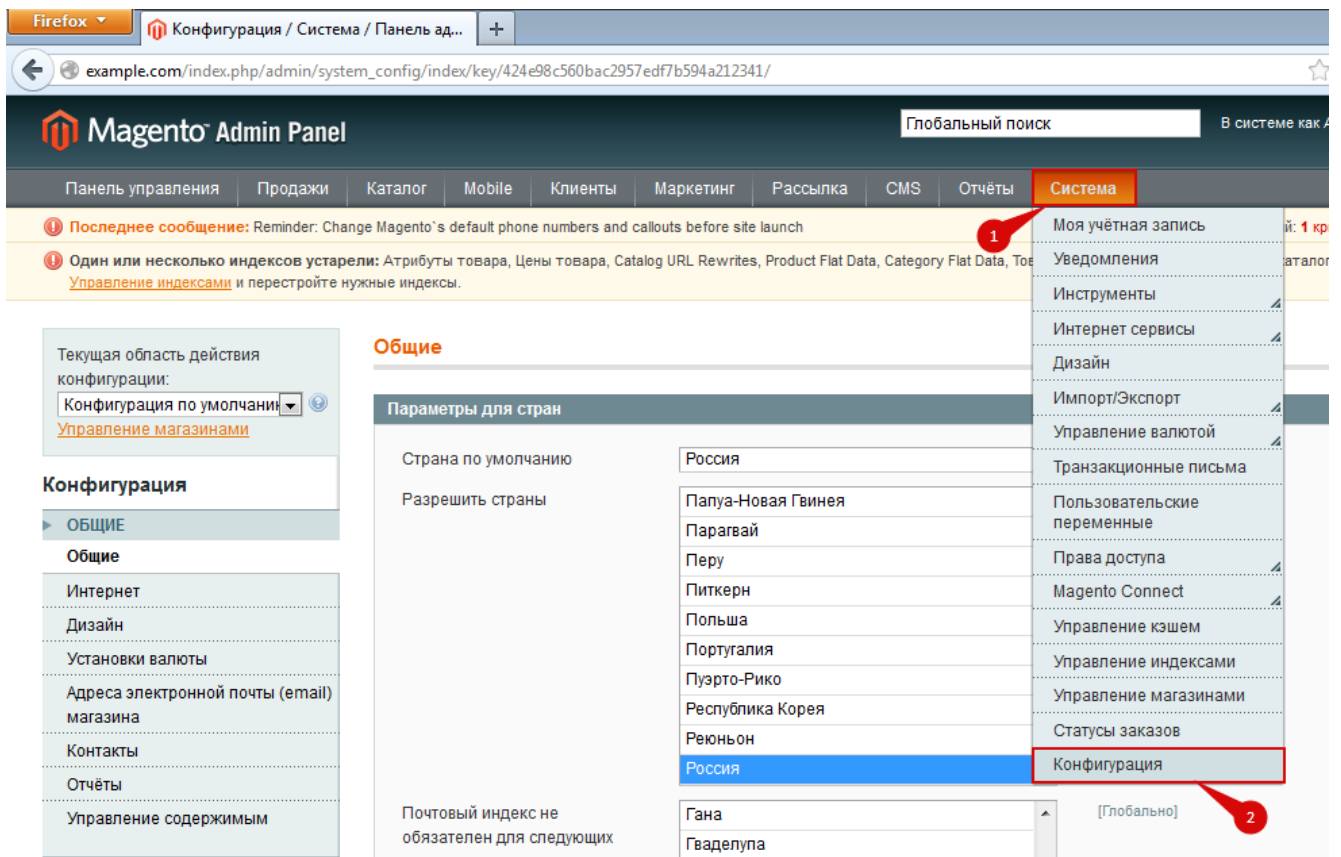 Firefox
Конфигурация / Система / Панель ад...
example.com/index.php/admin/system_config/index/key/424e98c560bac2957edf7b594a212341/
Magento Admin Panel
Глобальный поиск
В системе как A
Панель управления
Продажи
Каталог
Mobile
Клиенты
Маркетинг
Рассылка
CMS
Отчёты
Система
Последнее сообщение: Reminder: Change Magento`s default phone numbers and callouts before site launch
й: 1 кр
Один или несколько индексов устарели: Атрибуты товара, Цены товара, Catalog URL Rewrites, Product Flat Data, Category Flat Data, Тов
аталог
Управление индексами и перестройте нужные индексы.
1
Моя учётная запись
Уведомления
Инструменты
Интернет сервисы
Дизайн
Импорт/Экспорт
Управление валютой
Транзакционные письма
Пользовательские
переменные
Права доступа
Magento Connect
Управление кэшем
Управление индексами
Управление магазинами
Статусы заказов
Конфигурация
2
Текущая область действия
конфигурации:
Конфигурация по умолчани
Управление магазинами
Конфигурация
ОБЩИЕ
Общие
Интернет
Дизайн
Установки валюты
Адреса электронной почты (email)
магазина
Контакты
Отчёты
Управление содержимым
Общие
Параметры для стран
Страна по умолчанию
Россия
Разрешить страны
Папуа-Новая Гвинея
Парагвай
Перу
Питкерн
Польша
Португалия
Пуэрто-Рико
Республика Корея
Реюньон
Россия
Почтовый индекс не
обязателен для следующих
Гана
Гваделупа
[Глобально]